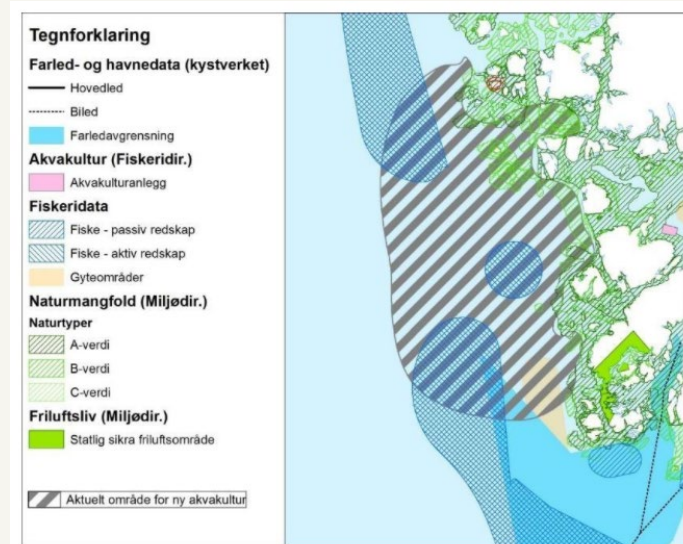 Tegnforklaring
Farled- og havnedata (kystverket)
Hovedled
Biled
Farledavgrensning
Akvakultur (Fiskeridir.)
Akvakulturanlegg
Fiskeridata
Fiske - passiv redskap
Fiske - aktiv redskap
Gyteområder
Naturmangfold (Miljødir.)
Naturtyper
A-verdi
B-verdi
C-verdi
Friluftsliv (Miljødir.)
Statlig sikra friluftsområde
Aktuelt område for ny akvakultur